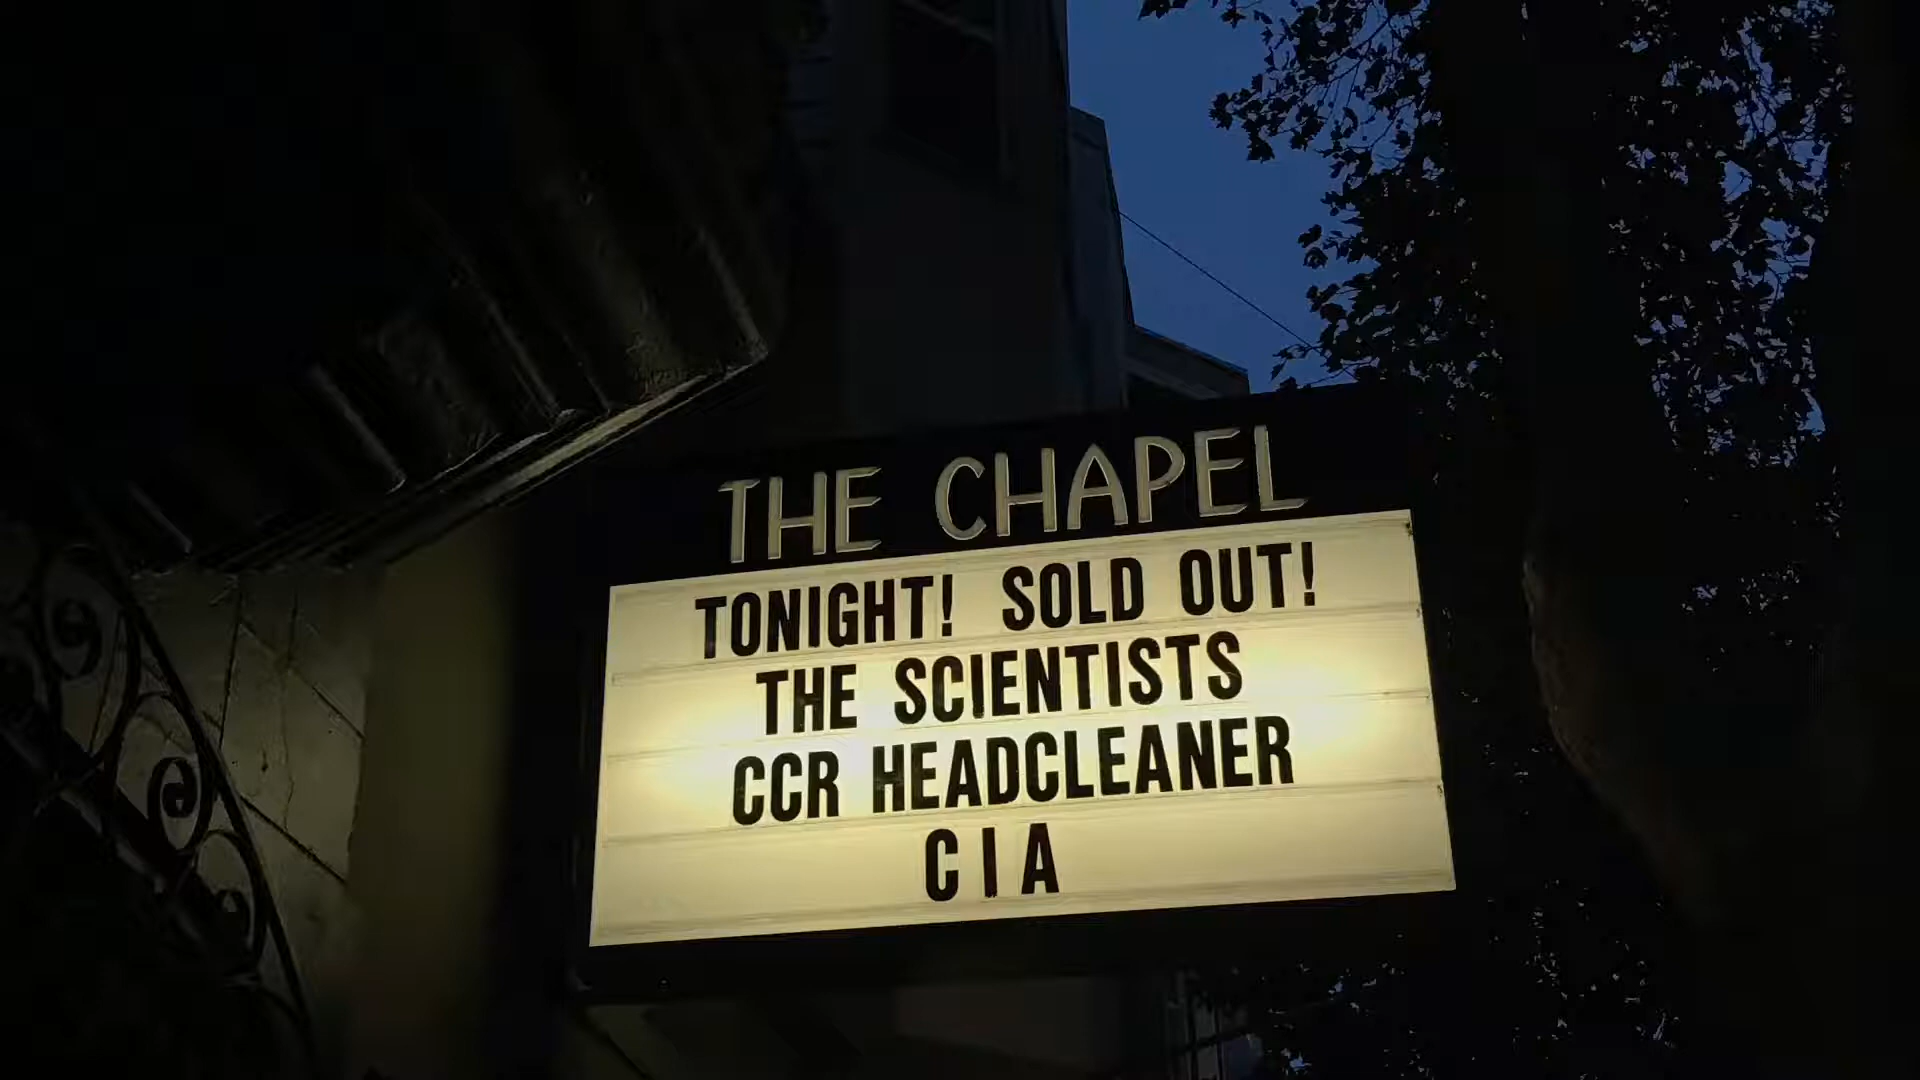 THE CHAPEL
TONIGHT! SOLD OUT!
THE SCIENTISTS
CCR HEADCLEANER
CIA